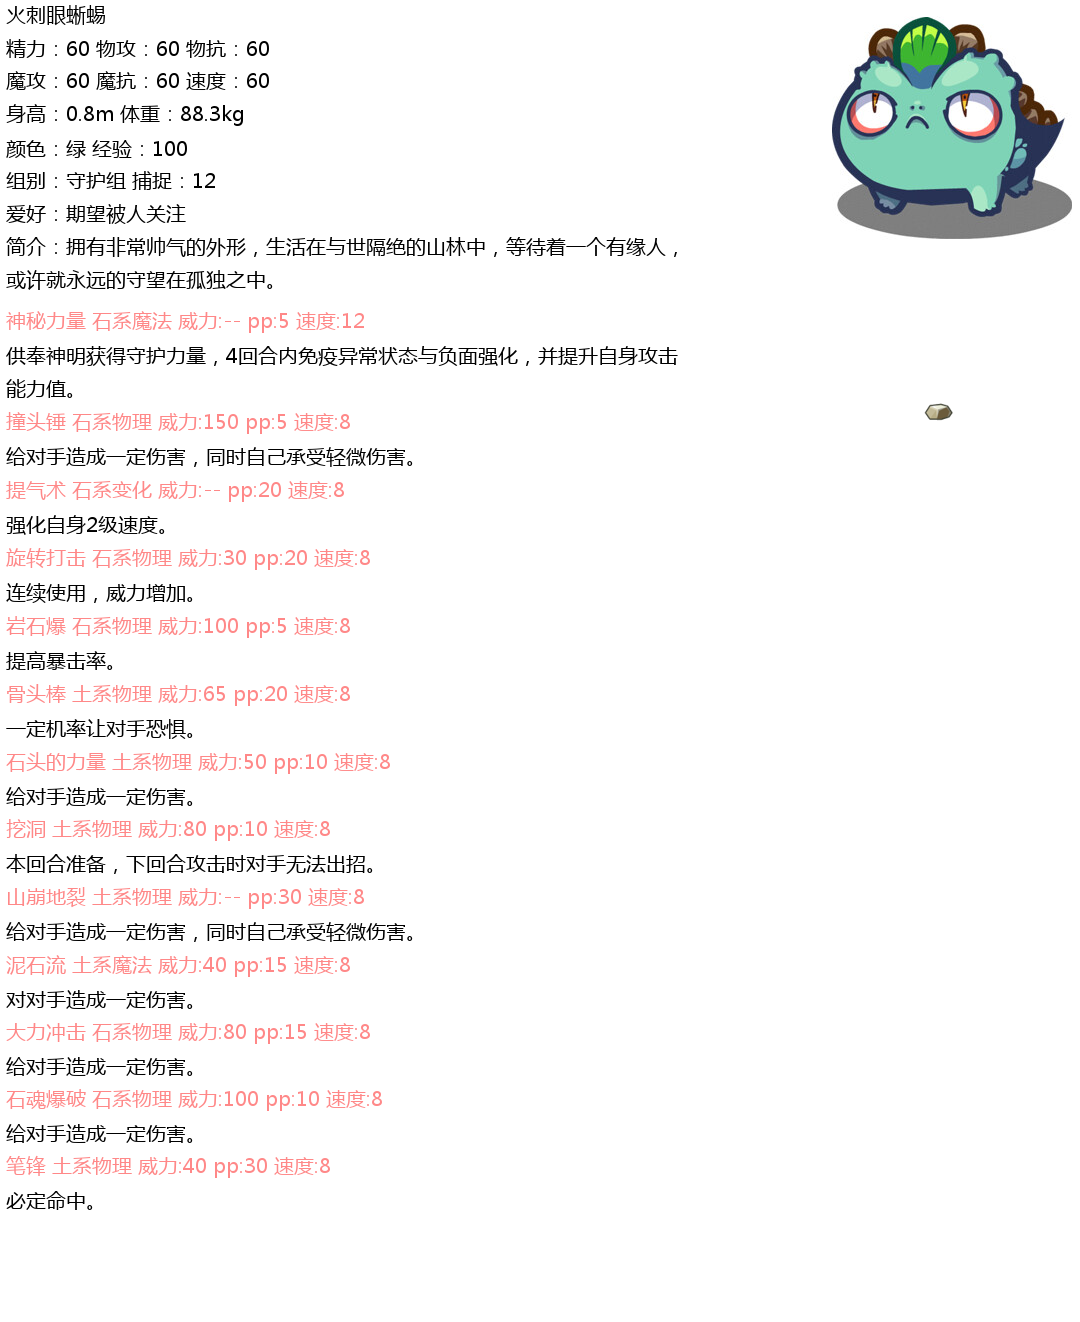 火刺眼蜥蜴
精力：60 物攻：60 物抗：60
魔攻：60 魔抗：60 速度：60
身高：0.8m 体重：88.3kg
颜色：绿 经验：100
组别：守护组 捕捉：12
爱好：期望被人关注
简介：拥有非常帅气的外形，生活在与世隔绝的山林中，等待着一个有缘人，
或许就永远的守望在孤独之中。
神秘力量 石系魔法 威力:-- pp:5 速度:12
供奉神明获得守护力量，4回合内免疫异常状态与负面强化，并提升自身攻击
能力值。
撞头锤 石系物理 威力:150 pp:5 速度:8
给对手造成一定伤害，同时自己承受轻微伤害。
提气术 石系变化 威力:-- pp:20 速度:8
强化自身2级速度。
旋转打击 石系物理 威力:30 pp:20 速度:8
连续使用，威力增加。
岩石爆 石系物理 威力:100 pp:5 速度:8
提高暴击率。
骨头棒 土系物理 威力:65 pp:20 速度:8
一定机率让对手恐惧。
石头的力量 土系物理 威力:50 pp:10 速度:8
给对手造成一定伤害。
挖洞 土系物理 威力:80 pp:10 速度:8
本回合准备，下回合攻击时对手无法出招。
山崩地裂 土系物理 威力:-- pp:30 速度:8
给对手造成一定伤害，同时自己承受轻微伤害。
泥石流 土系魔法 威力:40 pp:15 速度:8
对对手造成一定伤害。
大力冲击 石系物理 威力:80 pp:15 速度:8
给对手造成一定伤害。
石魂爆破 石系物理 威力:100 pp:10 速度:8
给对手造成一定伤害。
笔锋 土系物理 威力:40 pp:30 速度:8
必定命中。